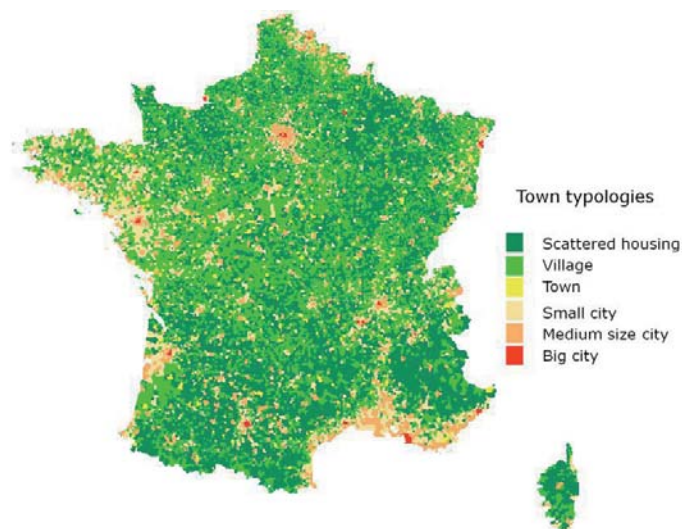 Town typologies
Scattered housing
Village
Town
Small city
Medium size city
Big city